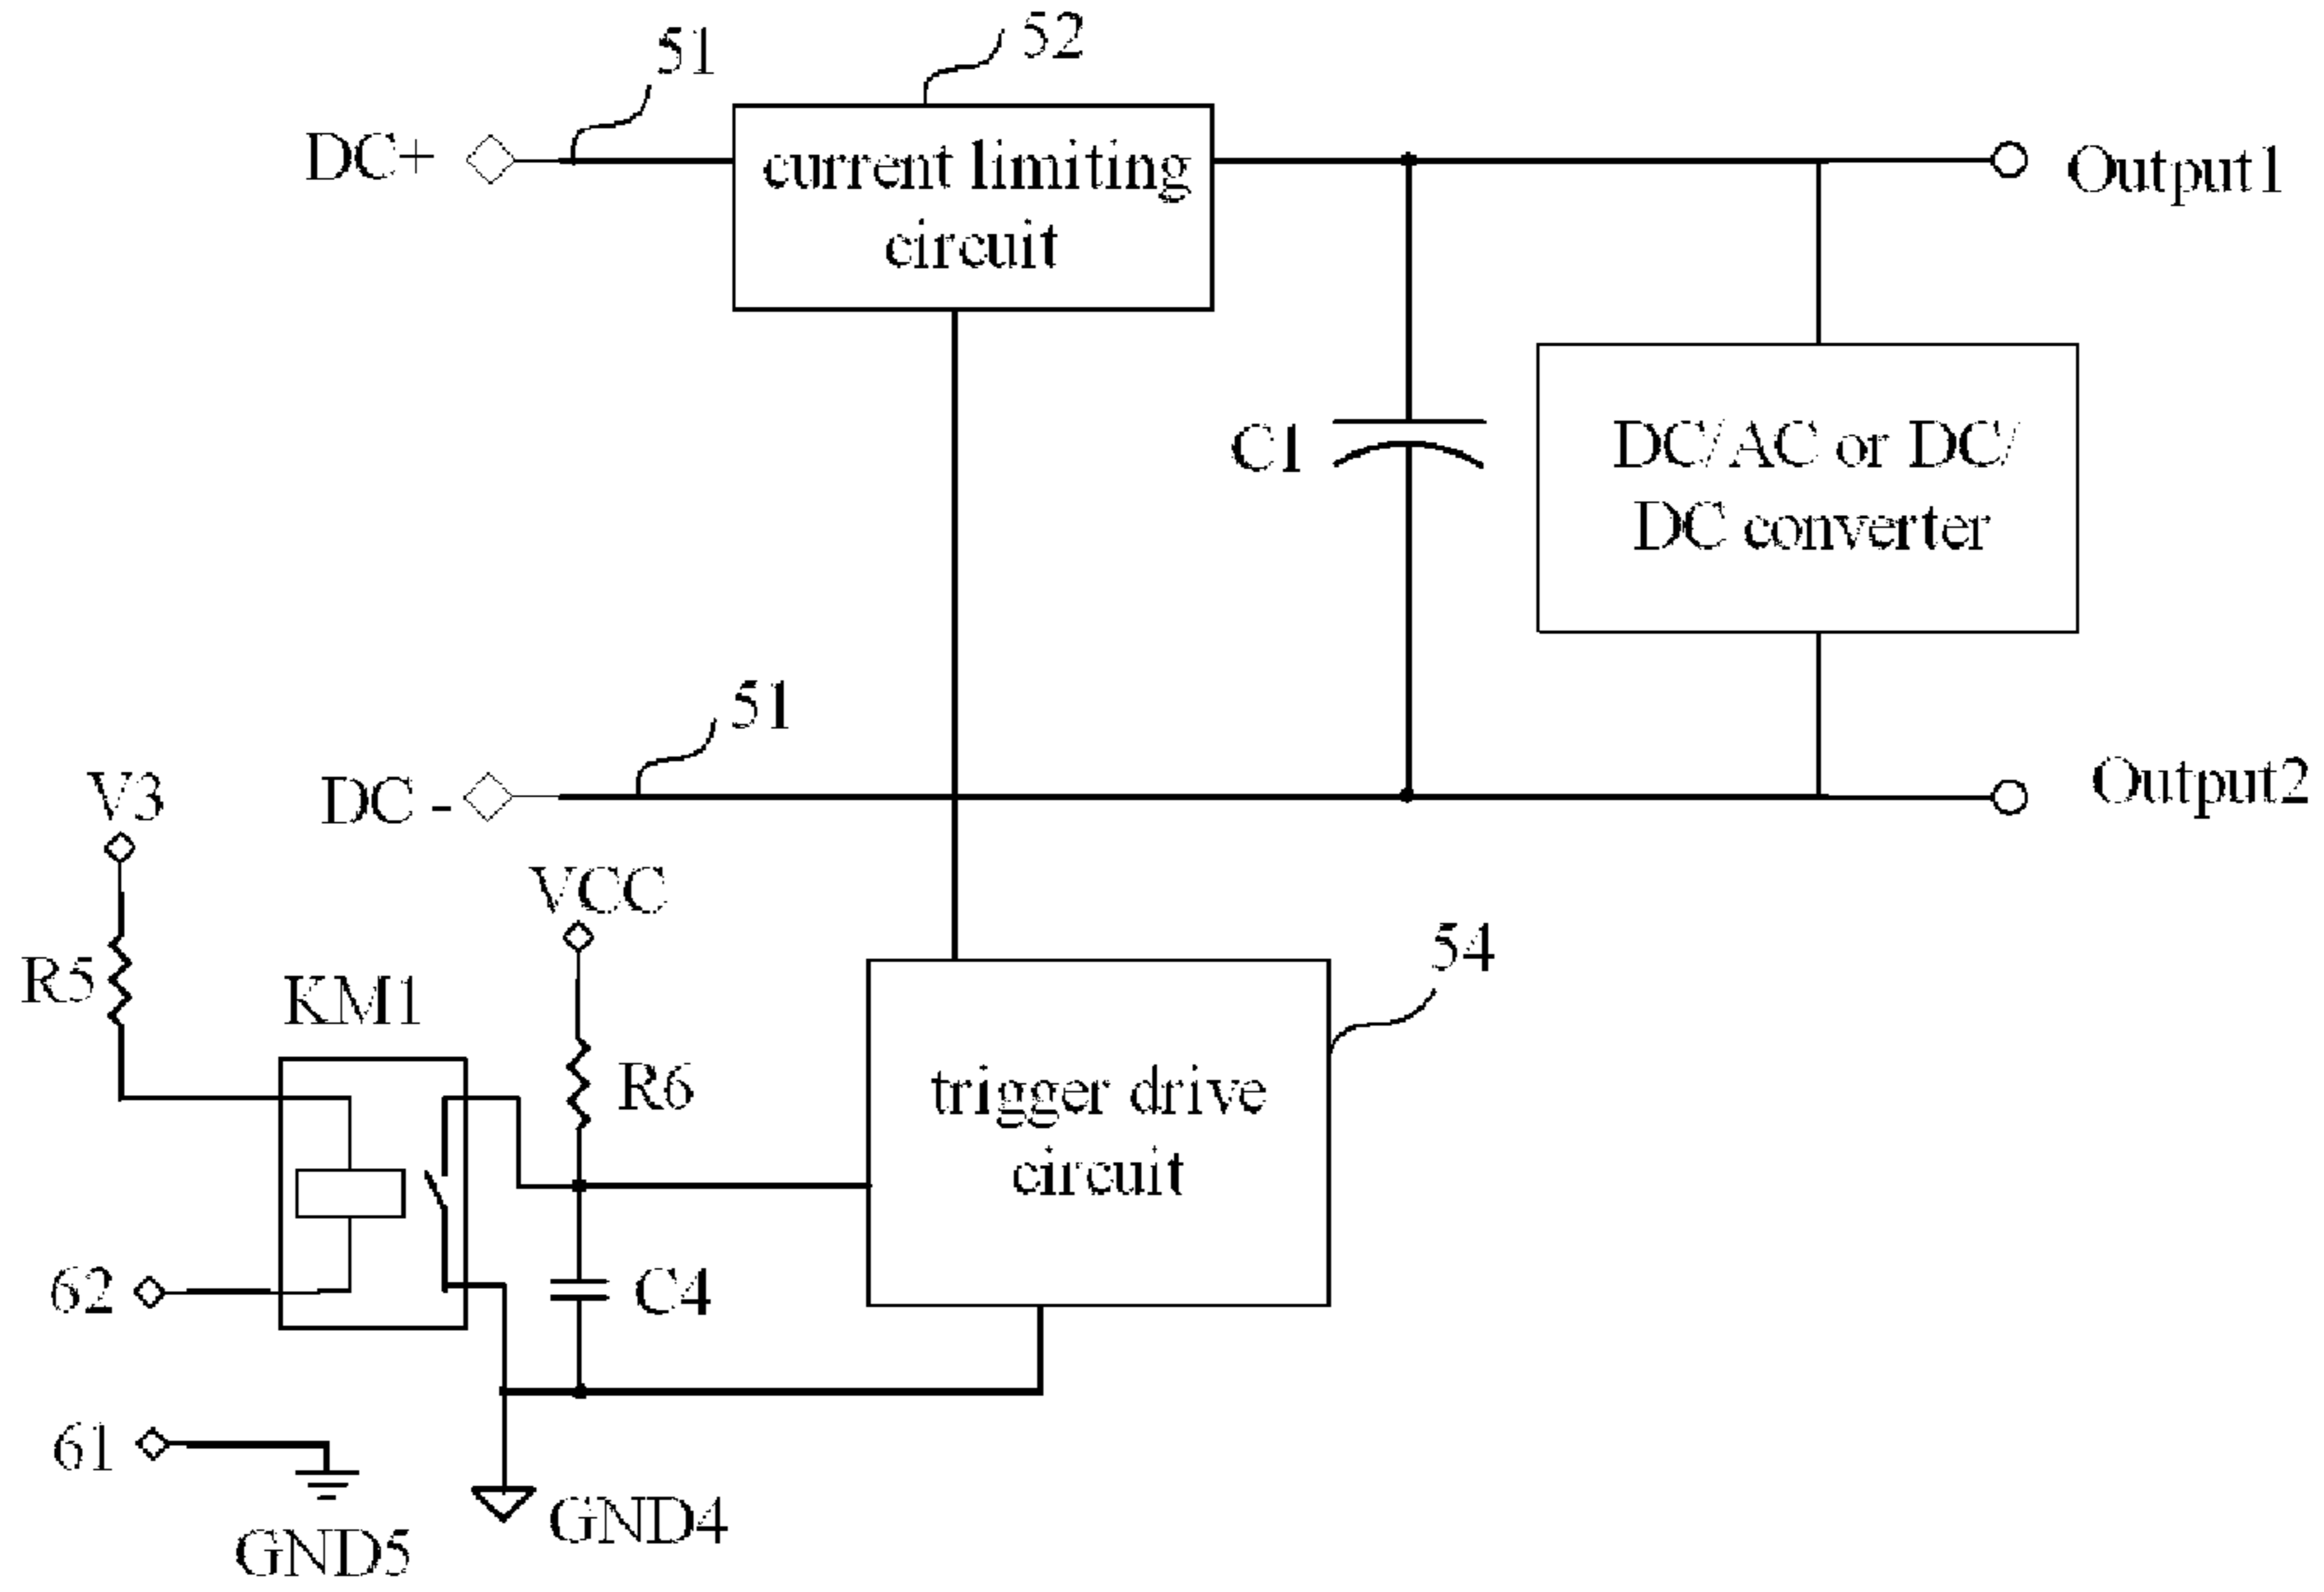 52
51
DC+
current limiting
circuit
Output1
C1
DC/AC or DC/
DC converter
51
V3
DC -
Output2
VCC
54
R5
KM1
R6
trigger drive
circuit
62
C4
61
GND4
GND5